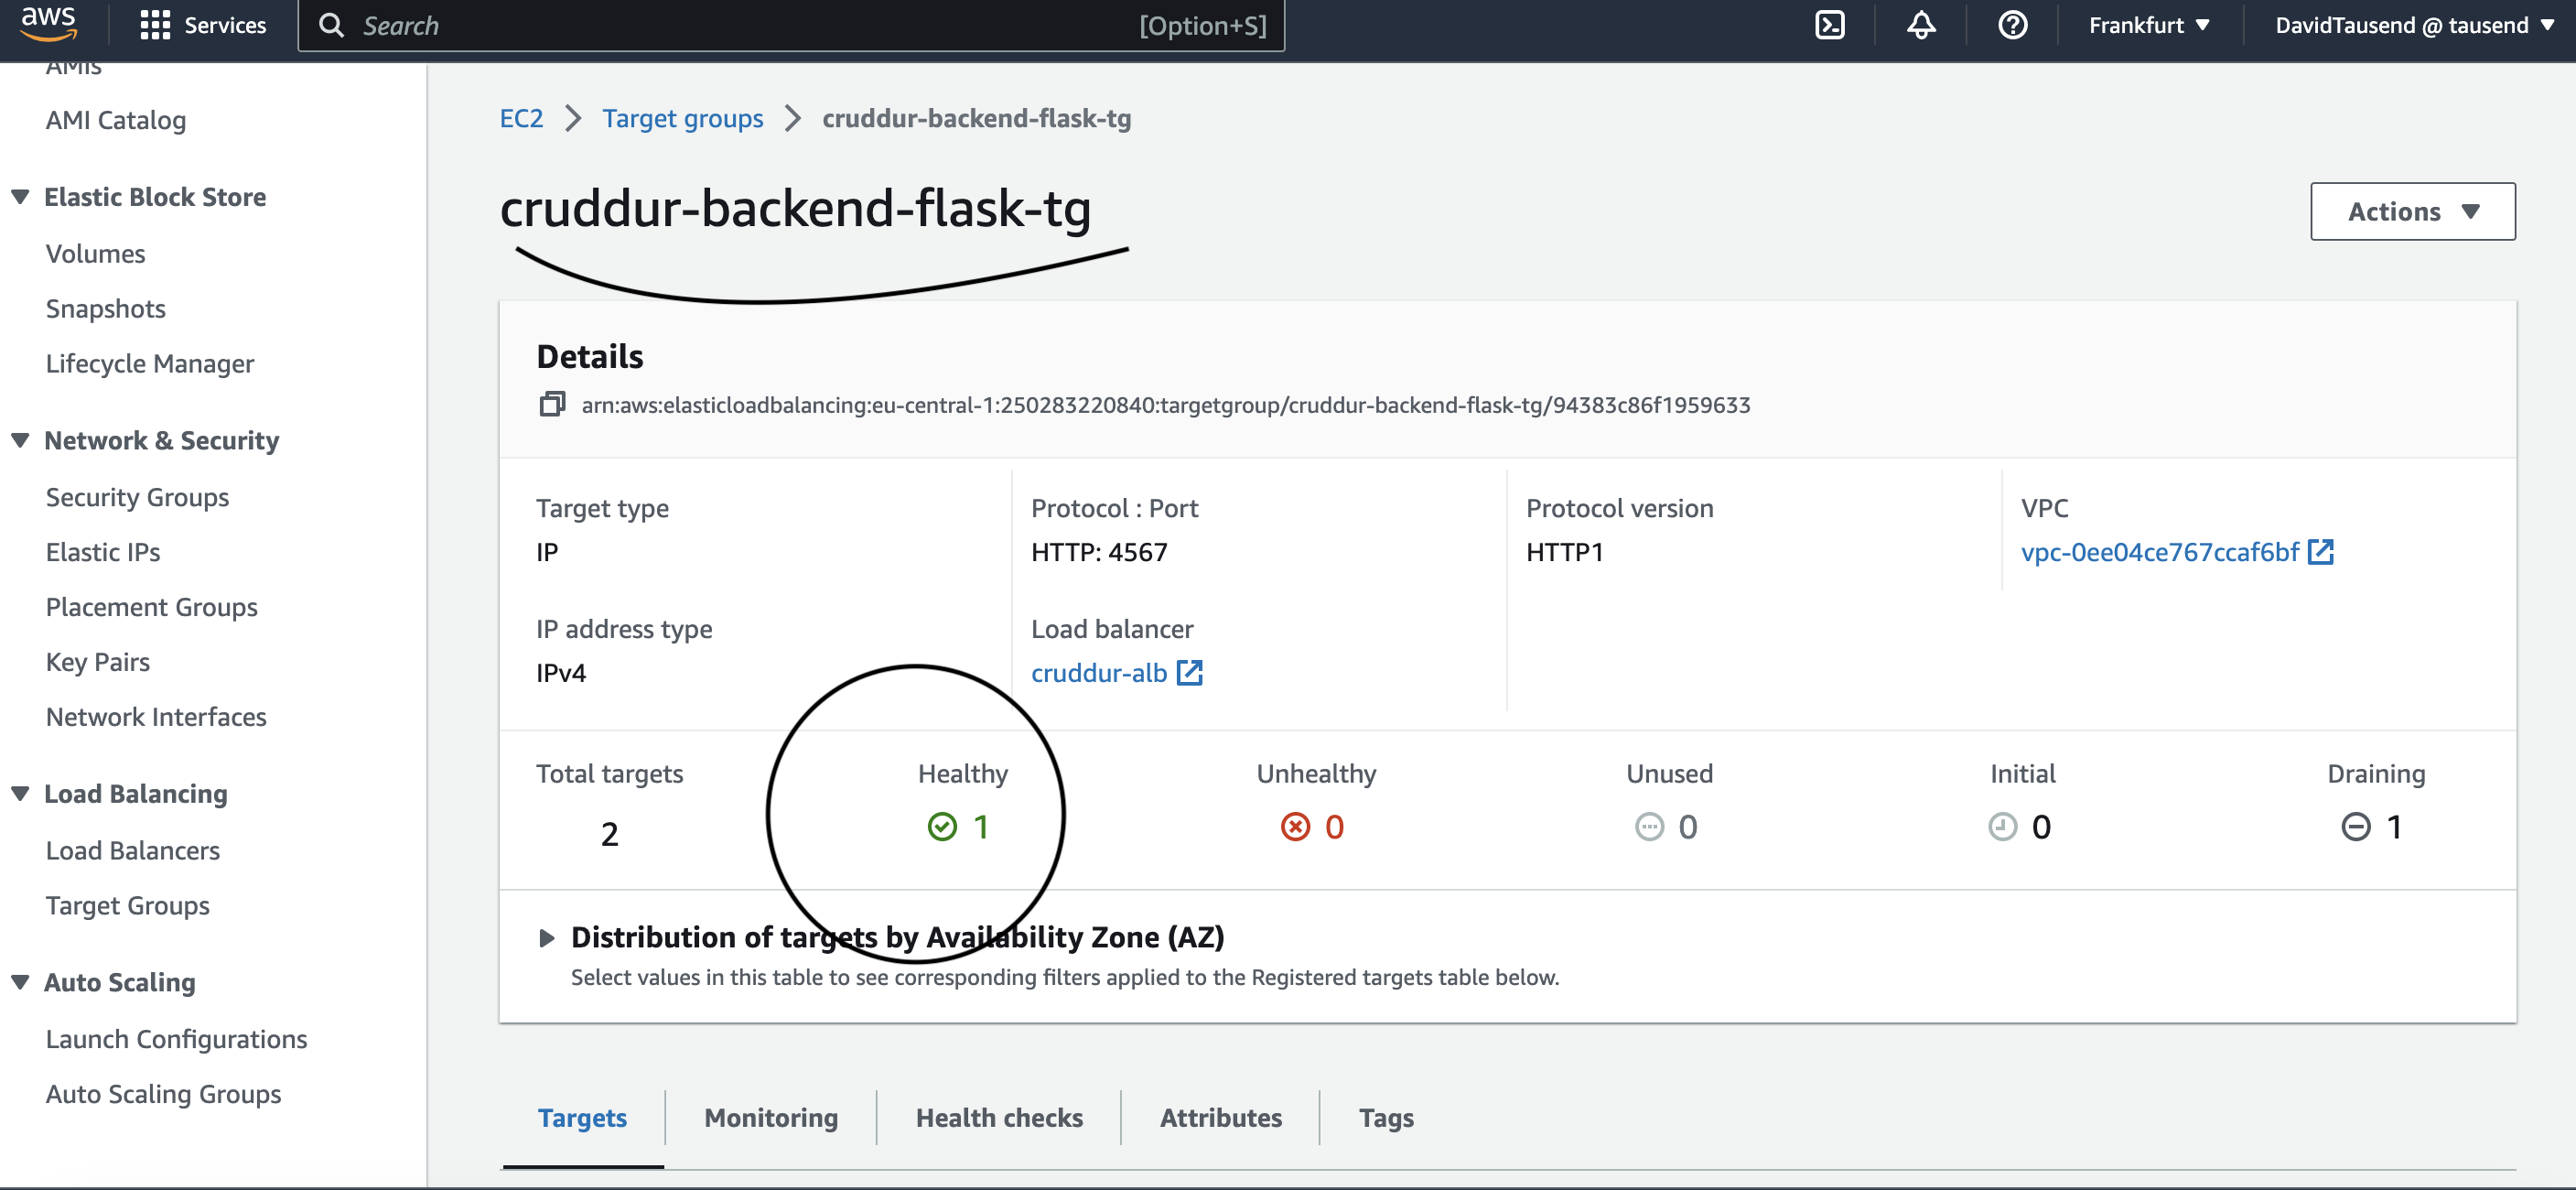 aws
Services
Search
[Option+S]
Frankfurt
DavidTausend @ tausend
AMIs
AMI Catalog
Elastic Block Store
Volumes
Snapshots
Lifecycle Manager
Network & Security
Security Groups
Elastic IPs
Placement Groups
Key Pairs
Network Interfaces
Load Balancing
Load Balancers
Target Groups
Auto Scaling
Launch Configurations
Auto Scaling Groups
EC2 > Target groups > cruddur-backend-flask-tg
cruddur-backend-flask-tg
Actions
Details
arn:aws:elasticloadbalancing:eu-central-1:250283220840:targetgroup/cruddur-backend-flask-tg/94383c86f1959633
Target type
IP
Protocol : Port
HTTP: 4567
Protocol version
HTTP1
VPC
vpc-0ee04ce767ccaf6bf
IP address type
IPv4
Load balancer
cruddur-alb
Total targets
2
Healthy
1
Unhealthy
0
Unused
0
Initial
0
Draining
1
Distribution of targets by Availability Zone (AZ)
Select values in this table to see corresponding filters applied to the Registered targets table below.
Targets
Monitoring
Health checks
Attributes
Tags